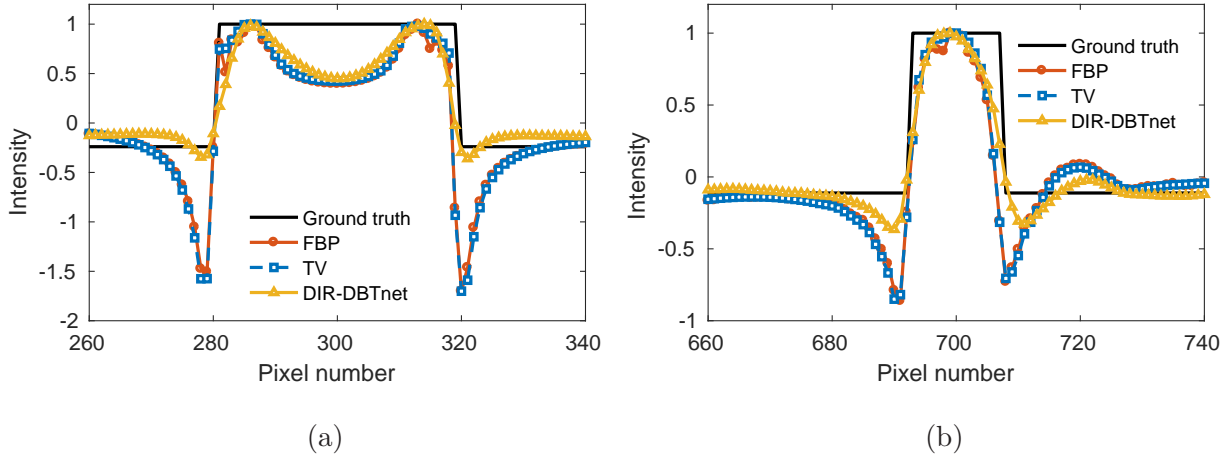 1
0.5
0
-0.5
-1
-1.5
-2
Intensity
260
280
300
320
340
Pixel number
Ground truth
FBP
TV
DIR-DBTnet
(a)
1
0.5
0
-0.5
-1
Intensity
660
680
700
720
740
Pixel number
Ground truth
FBP
TV
DIR-DBTnet
(b)